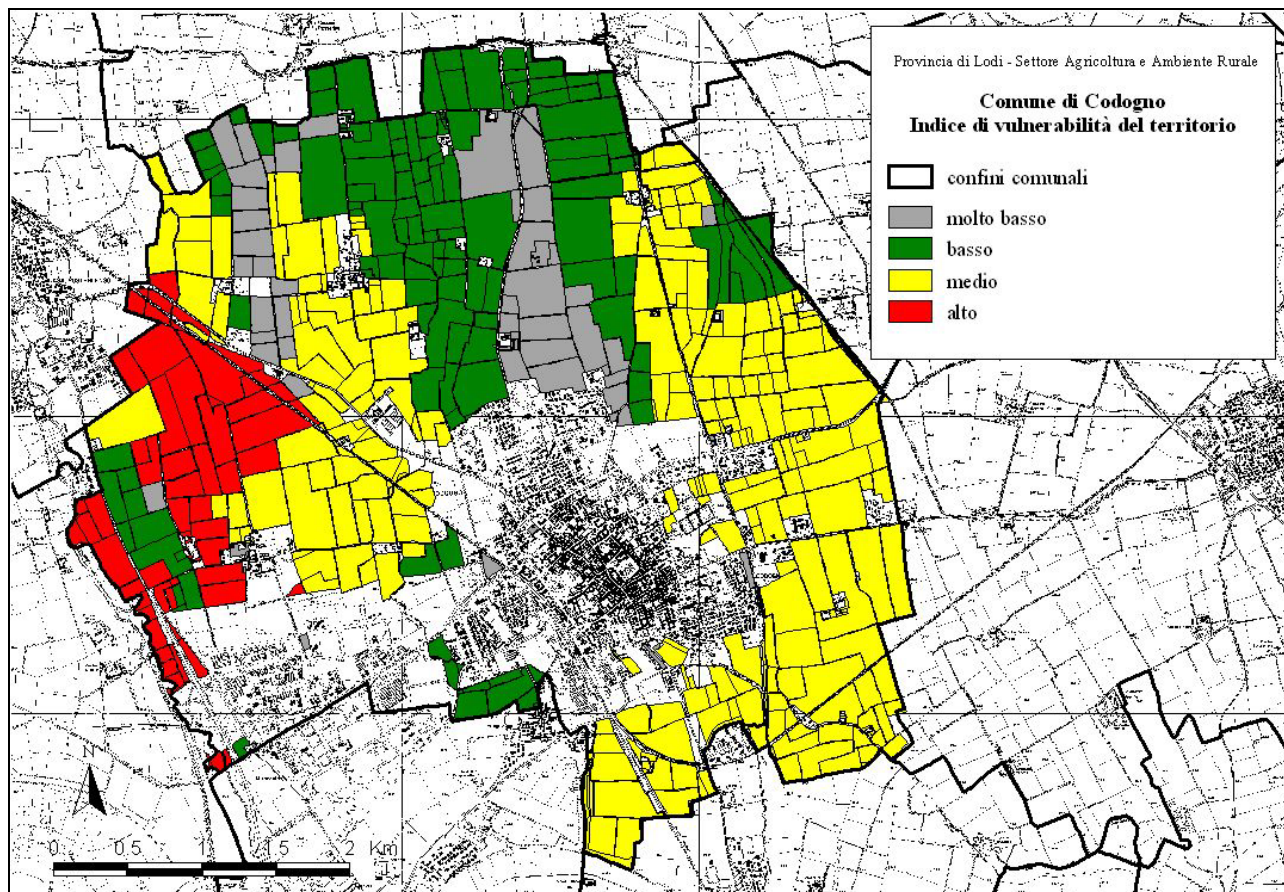 Provincia di Lodi - Settore Agricoltura e Ambiente Rurale
Comune di Codogno
Indice di vulnerabilità del territorio
confini comunali
molto basso
basso
medio
alto
N
0 0.5 1 1.5 2 Km